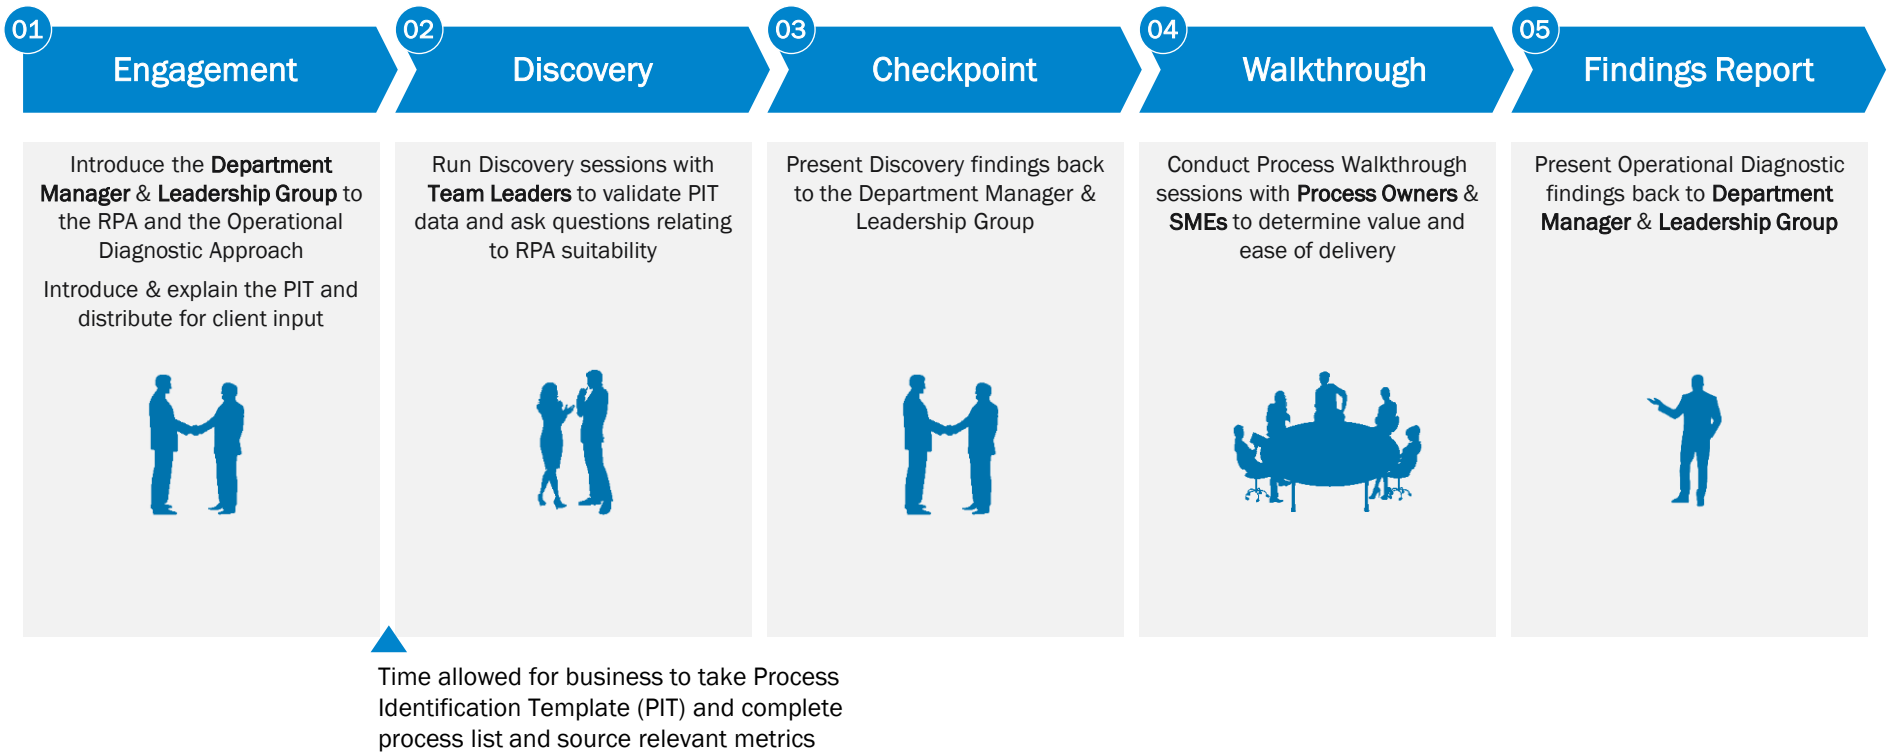 01
Engagement
Introduce the Department
Manager & Leadership Group to
the RPA and the Operational
Diagnostic Approach
Introduce & explain the PIT and
distribute for client input
02
Discovery
Run Discovery sessions with
Team Leaders to validate PIT
data and ask questions relating
to RPA suitability
03
Checkpoint
Present Discovery findings back
to the Department Manager &
Leadership Group
04
Walkthrough
Conduct Process Walkthrough
sessions with Process Owners &
SMEs to determine value and
ease of delivery
05
Findings Report
Present Operational Diagnostic
findings back to Department
Manager & Leadership Group
Time allowed for business to take Process
Identification Template (PIT) and complete
process list and source relevant metrics